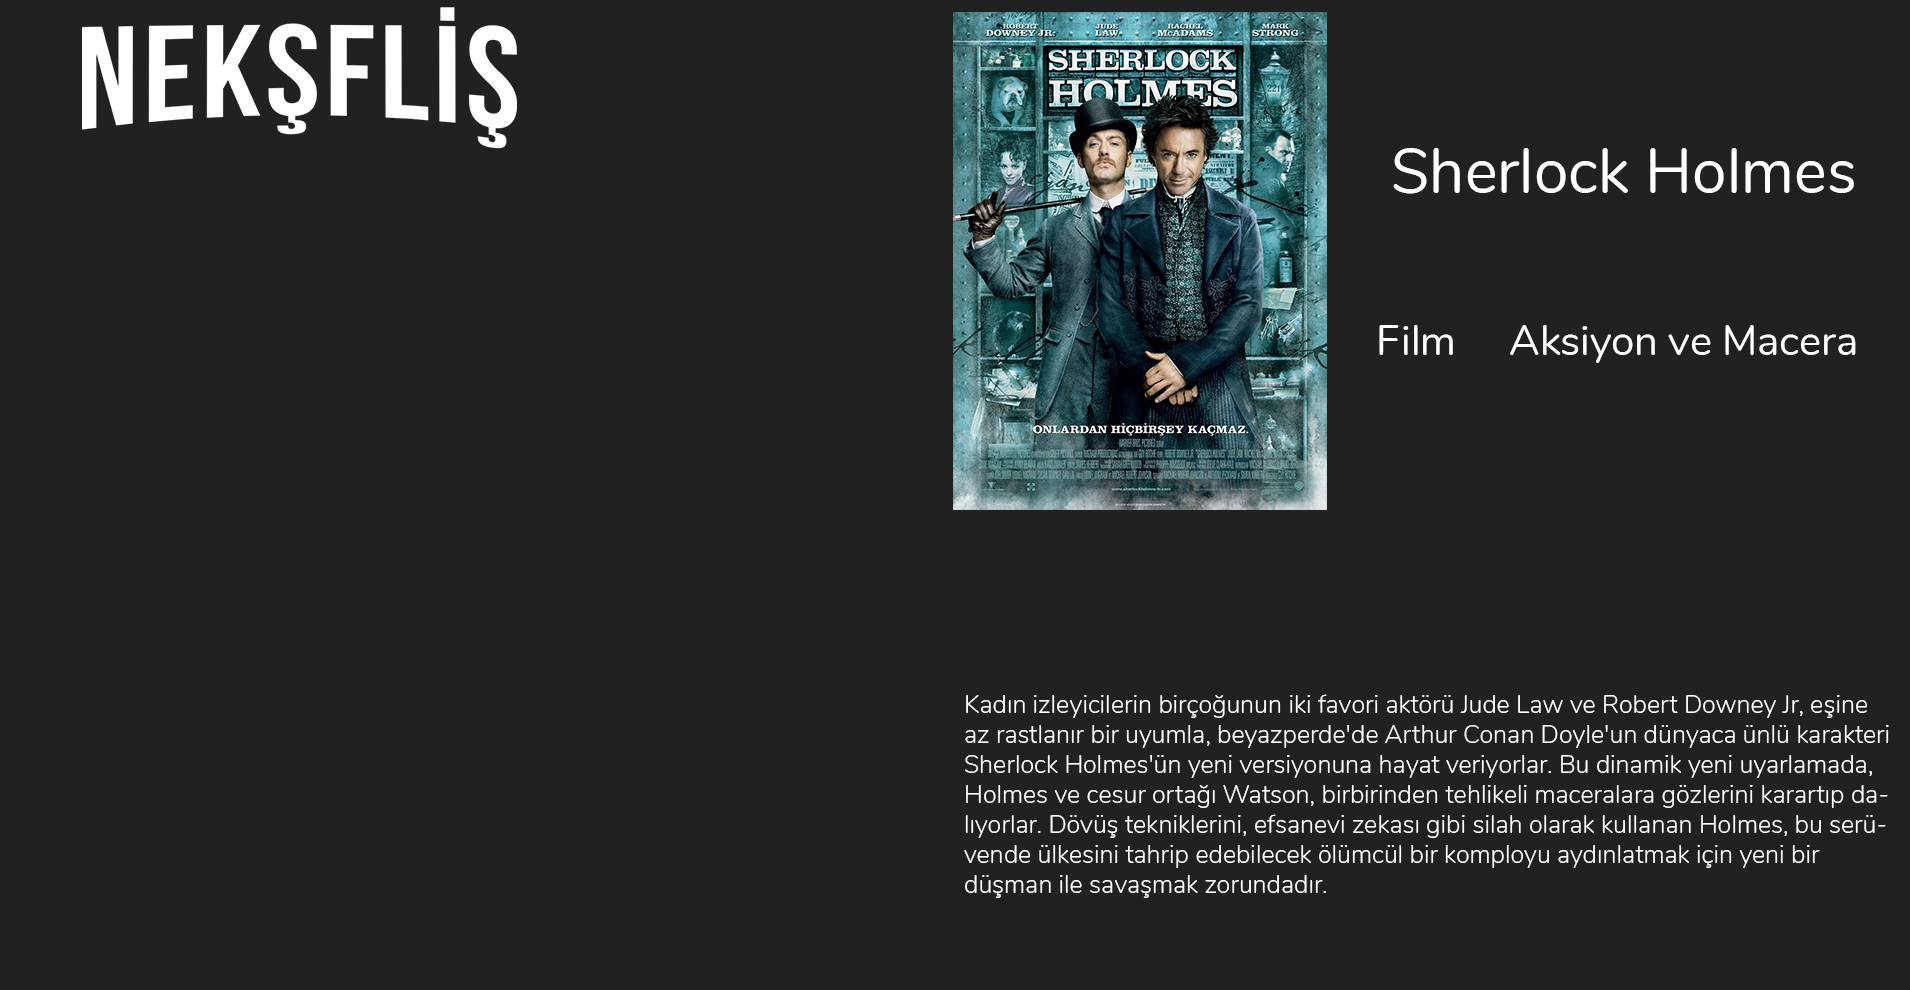 NEKŞFLİŞ
ROBERT DOWNEY JR.
JUDE LAW
RACHEL McADAMS
MARK STRONG
SHERLOCK
HOLMES
221
ONLARDAN HİÇBİRŞEY KAÇMAZ.
Sherlock Holmes
Film Aksiyon ve Macera
Kadın izleyicilerin birçoğunun iki favori aktörü Jude Law ve Robert Downey Jr, eşine
az rastlanır bir uyumla, beyazperde'de Arthur Conan Doyle'un dünyaca ünlü karakteri
Sherlock Holmes'ün yeni versiyonuna hayat veriyorlar. Bu dinamik yeni uyarlamada,
Holmes ve cesur ortağı Watson, birbirinden tehlikeli maceralara gözlerini karartıp da-
lıyorlar. Dövüş tekniklerini, efsanevi zekası gibi silah olarak kullanan Holmes, bu serü-
vende ülkesini tahrip edebilecek ölümcül bir komployu aydınlatmak için yeni bir
düşman ile savaşmak zorundadır.